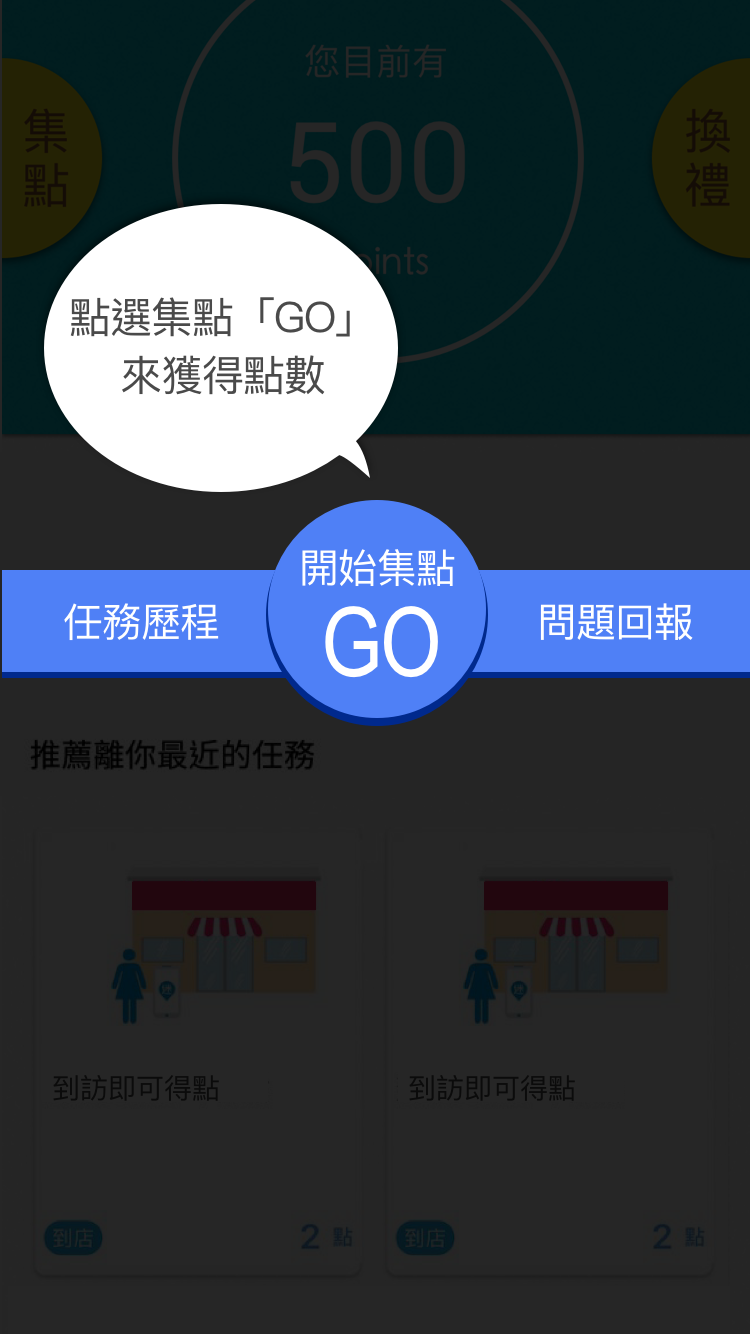 您目前有
集點
500
換禮
points
點選集點「GO」
來獲得點數
開始集點
GO
任務歷程
問題回報
推薦離你最近的任務
到訪即可得點
到店
2 點
到訪即可得點
到店
2 點